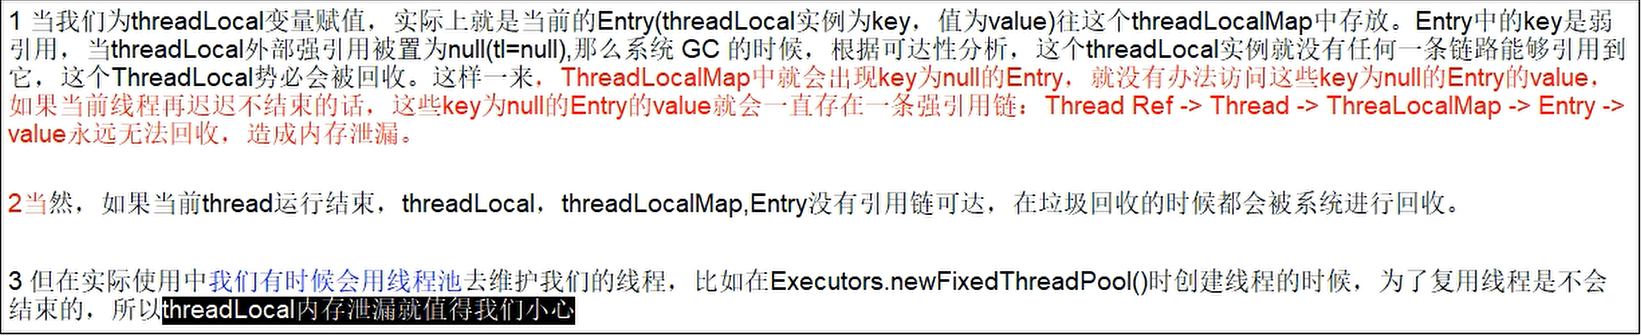 1 当我们为threadLocal变量赋值，实际上就是当前的Entry(threadLocal实例为key，值为value)往这个threadLocalMap中存放。Entry中的key是弱
引用，当threadLocal外部强引用被置为null(tl=null),那么系统 GC 的时候，根据可达性分析，这个threadLocal实例就没有任何一条链路能够引用到
它，这个ThreadLocal势必会被回收。这样一来，ThreadLocalMap中就会出现key为null的Entry，就没有办法访问这些key为null的Entry的value，
如果当前线程再迟迟不结束的话，这些key为null的Entry的value就会一直存在一条强引用链：Thread Ref -> Thread -> ThreaLocalMap -> Entry ->
value永远无法回收，造成内存泄漏。
2当然，如果当前thread运行结束，threadLocal，threadLocalMap,Entry没有引用链可达，在垃圾回收的时候都会被系统进行回收。
3 但在实际使用中我们有时候会用线程池去维护我们的线程，比如在Executors.newFixedThreadPool()时创建线程的时候，为了复用线程是不会
结束的，所以threadLocal内存泄漏就值得我们小心